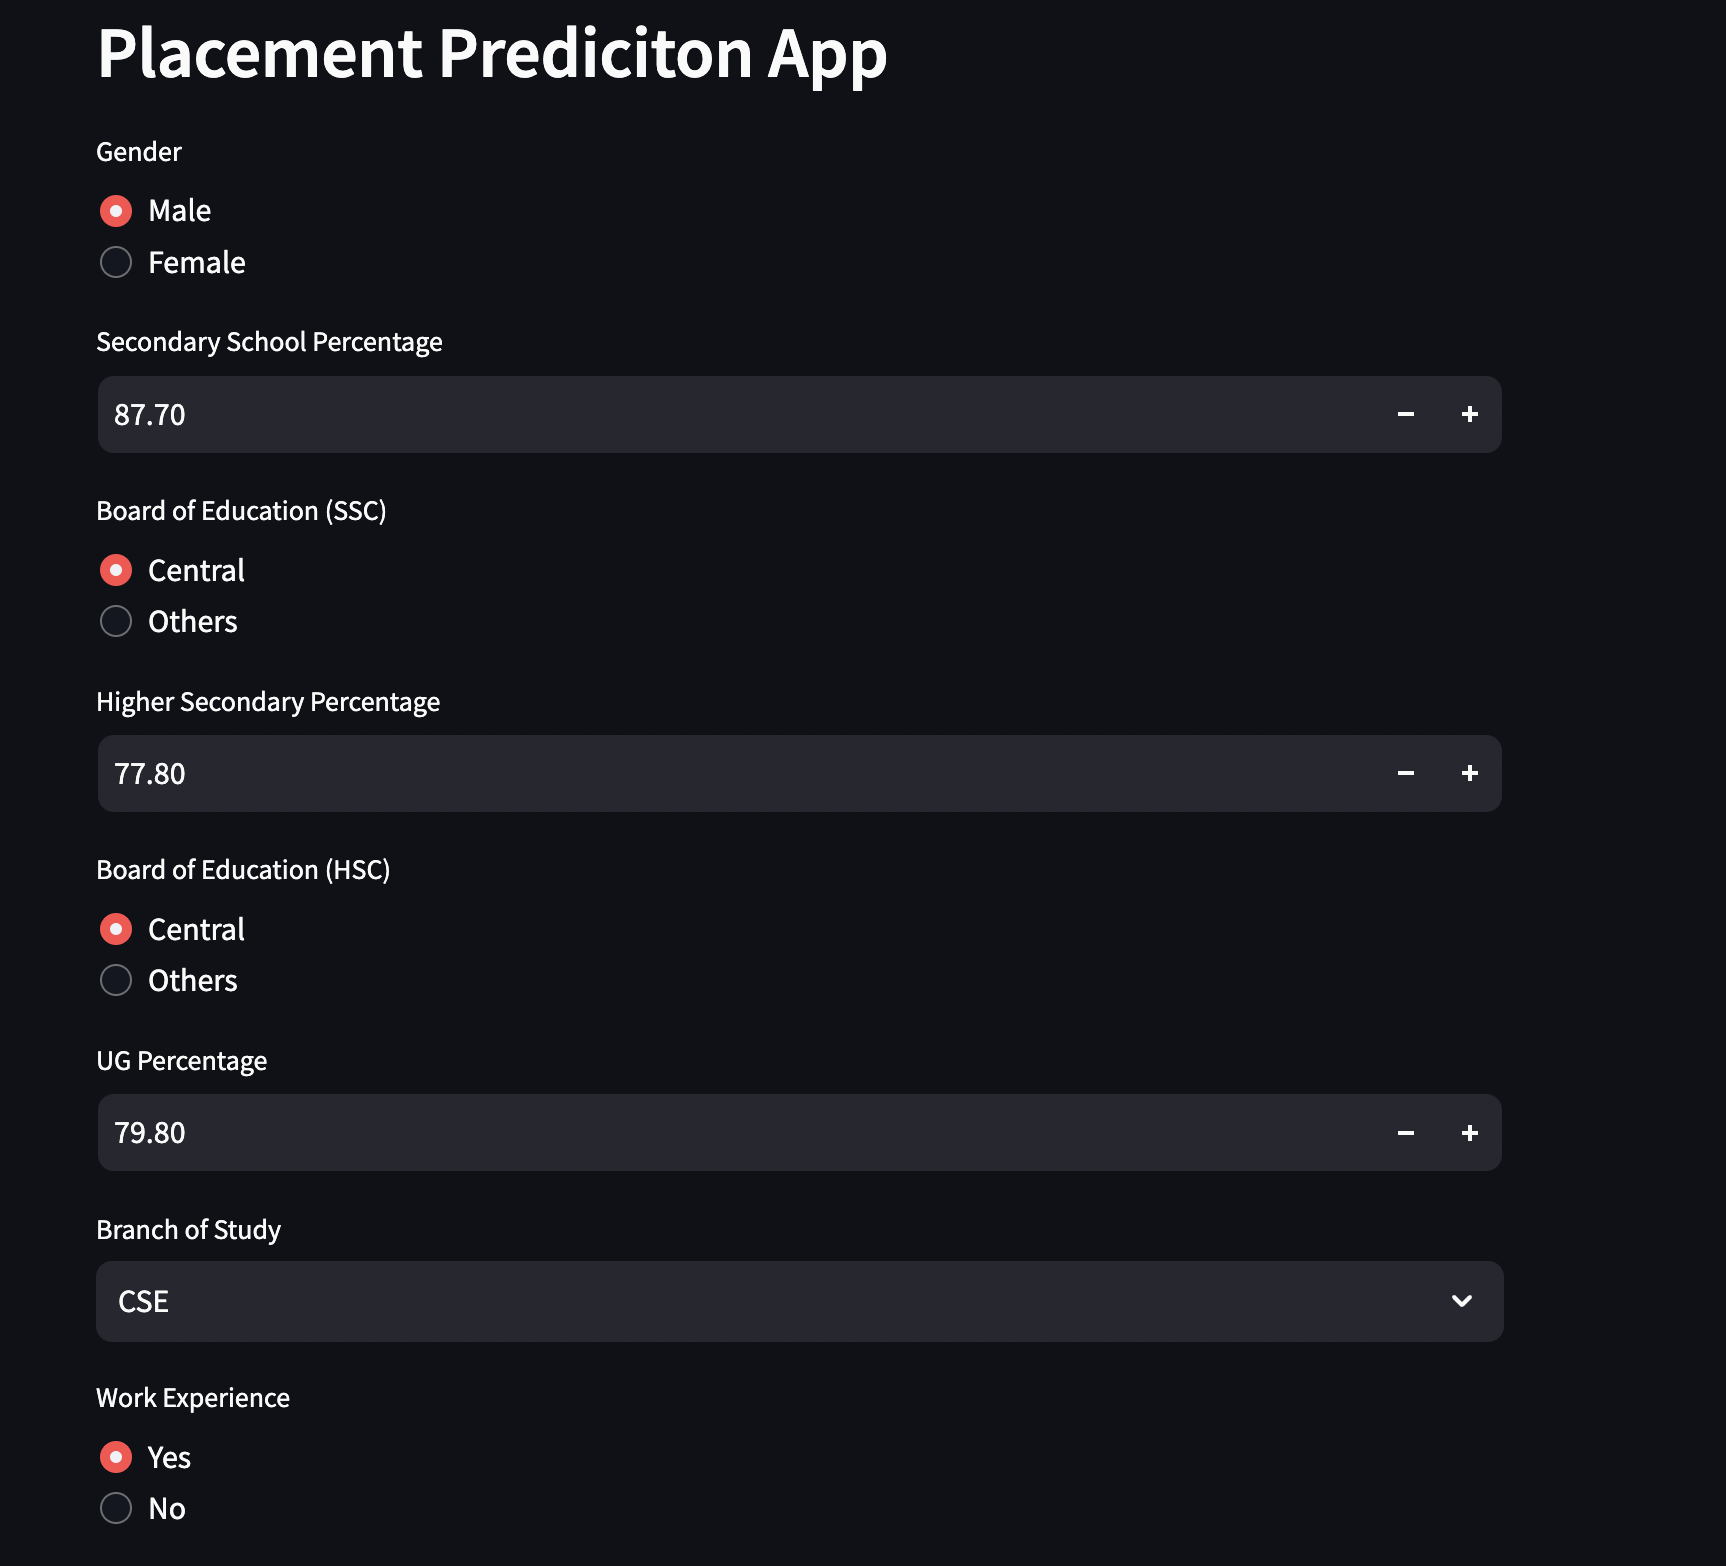 Placement Prediciton App
Gender
Male
Female
Secondary School Percentage
87.70
Board of Education (SSC)
Central
Others
Higher Secondary Percentage
77.80
Board of Education (HSC)
Central
Others
UG Percentage
79.80
Branch of Study
CSE
Work Experience
Yes
No